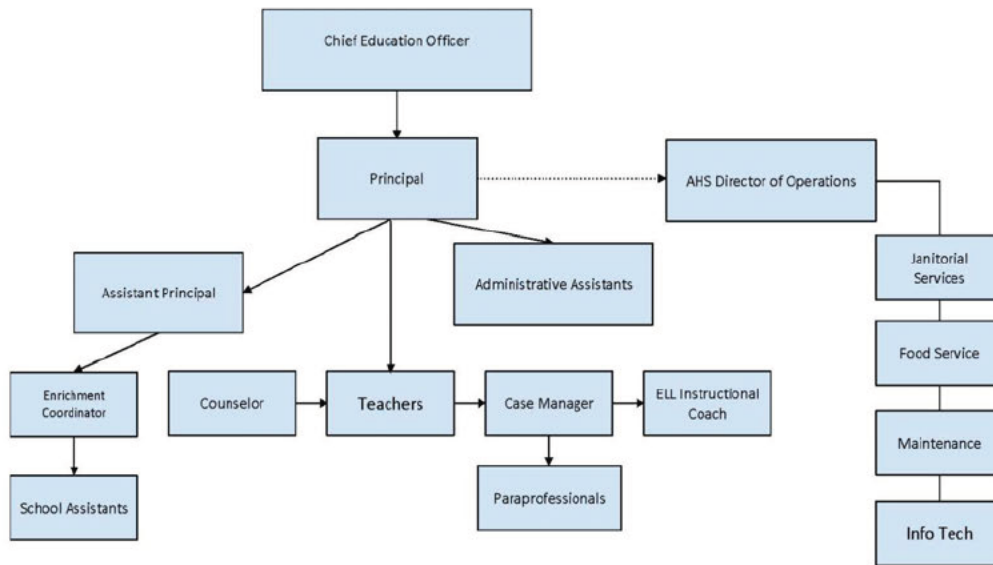 Chief Education Officer
Principal
AHS Director of Operations
Assistant Principal
Administrative Assistants
Janitorial
Services
Food Service
Enrichment
Coordinator
Counselor
Teachers
Case Manager
ELL Instructional
Coach
Maintenance
School Assistants
Paraprofessionals
Info Tech